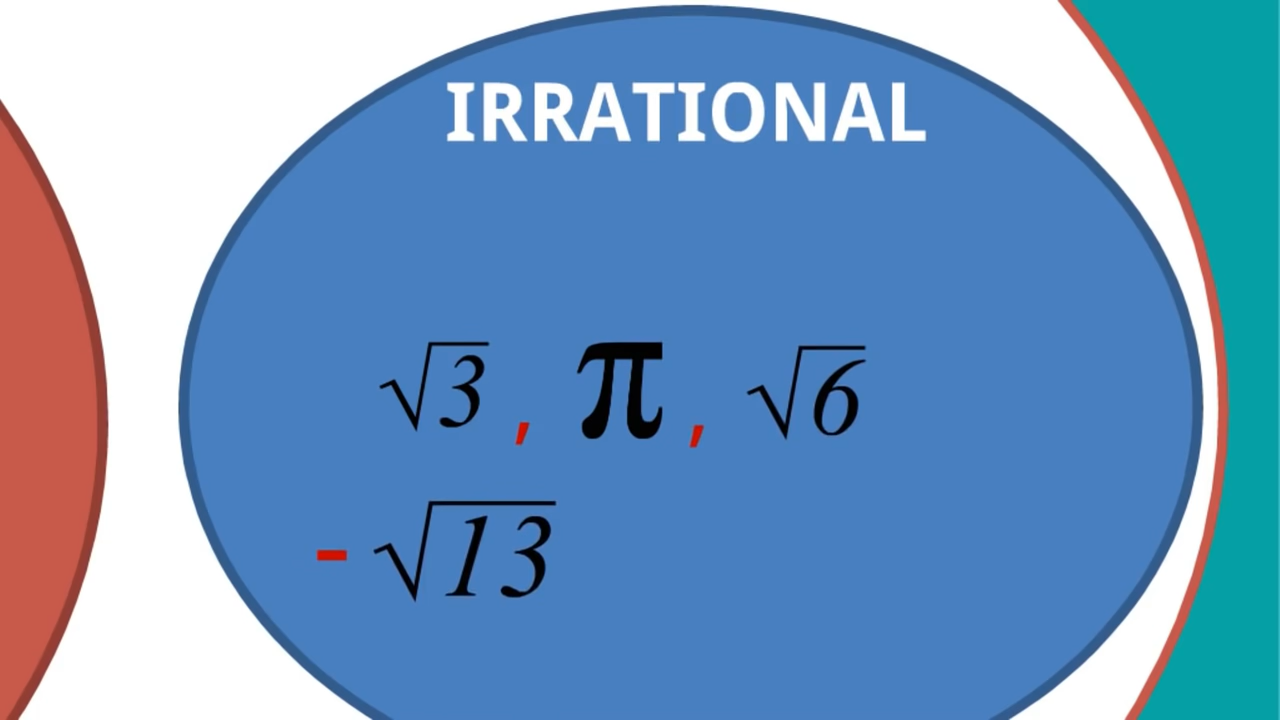 IRRATIONAL
√3 , π , √6
-√13